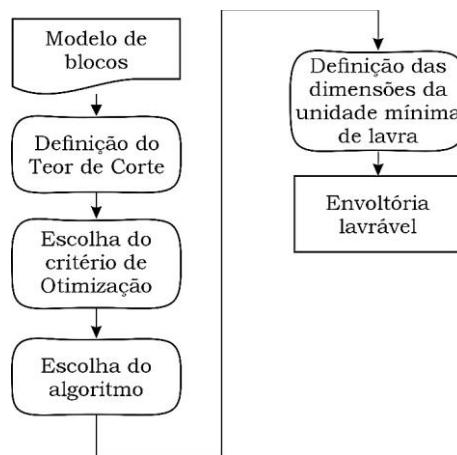 Modelo de
blocos
Definição do
Teor de Corte
Escolha do
critério de
Otimização
Escolha do
algoritmo
Definição das
dimensões da
unidade mínima
de lavra
Envoltória
lavrável